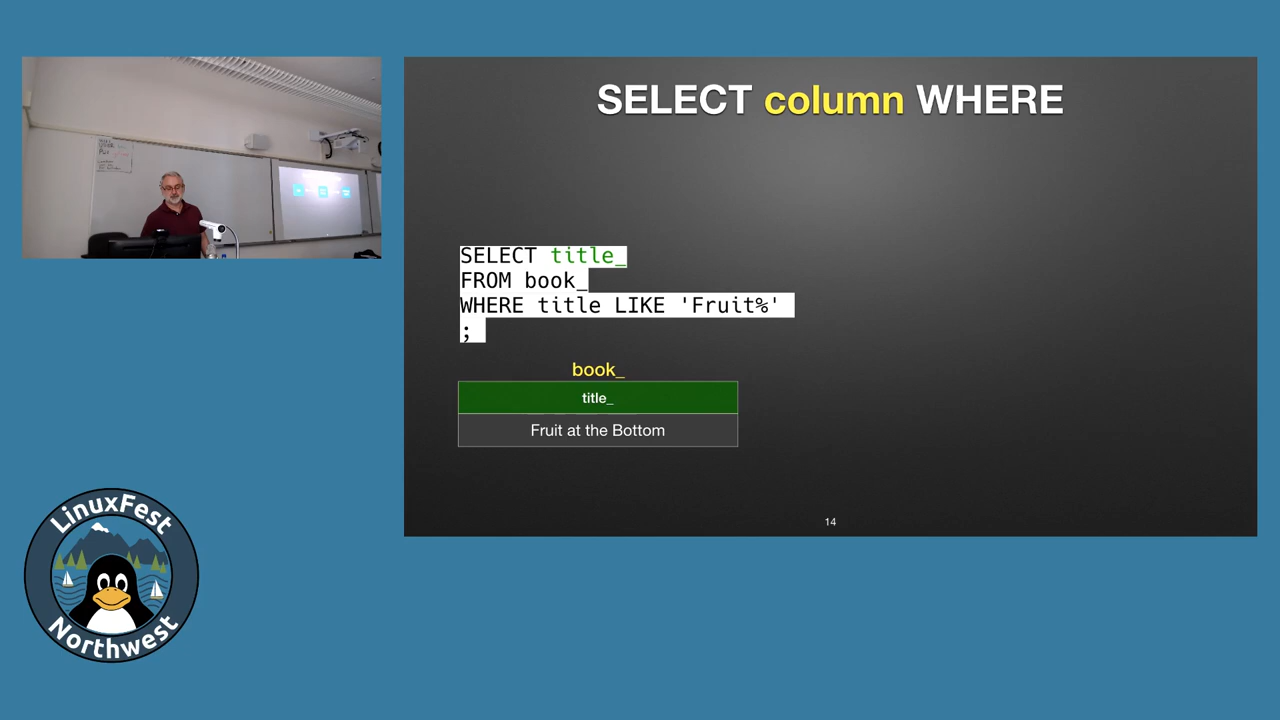 SELECT column WHERE
SELECT title_
FROM book_
WHERE title LIKE 'Fruit%'
;
book_
title_
Fruit at the Bottom
14
LinuxFest
Northwest